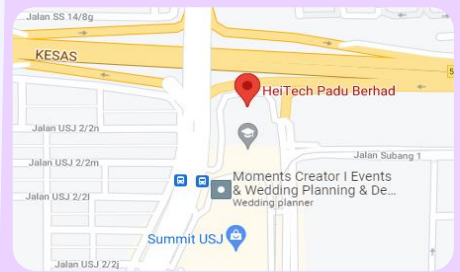 Jalan SS 14/8g
KESAS
5
HeiTech Padu Berhad
Jalan USJ 2/2n
Jalan Subang 1
Jalan USJ 2/2m
Moments Creator I Events
& Wedding Planning & De...
Wedding planner
Jalan USJ 2/2l
Summit USJ
Jalan USJ 2/2j